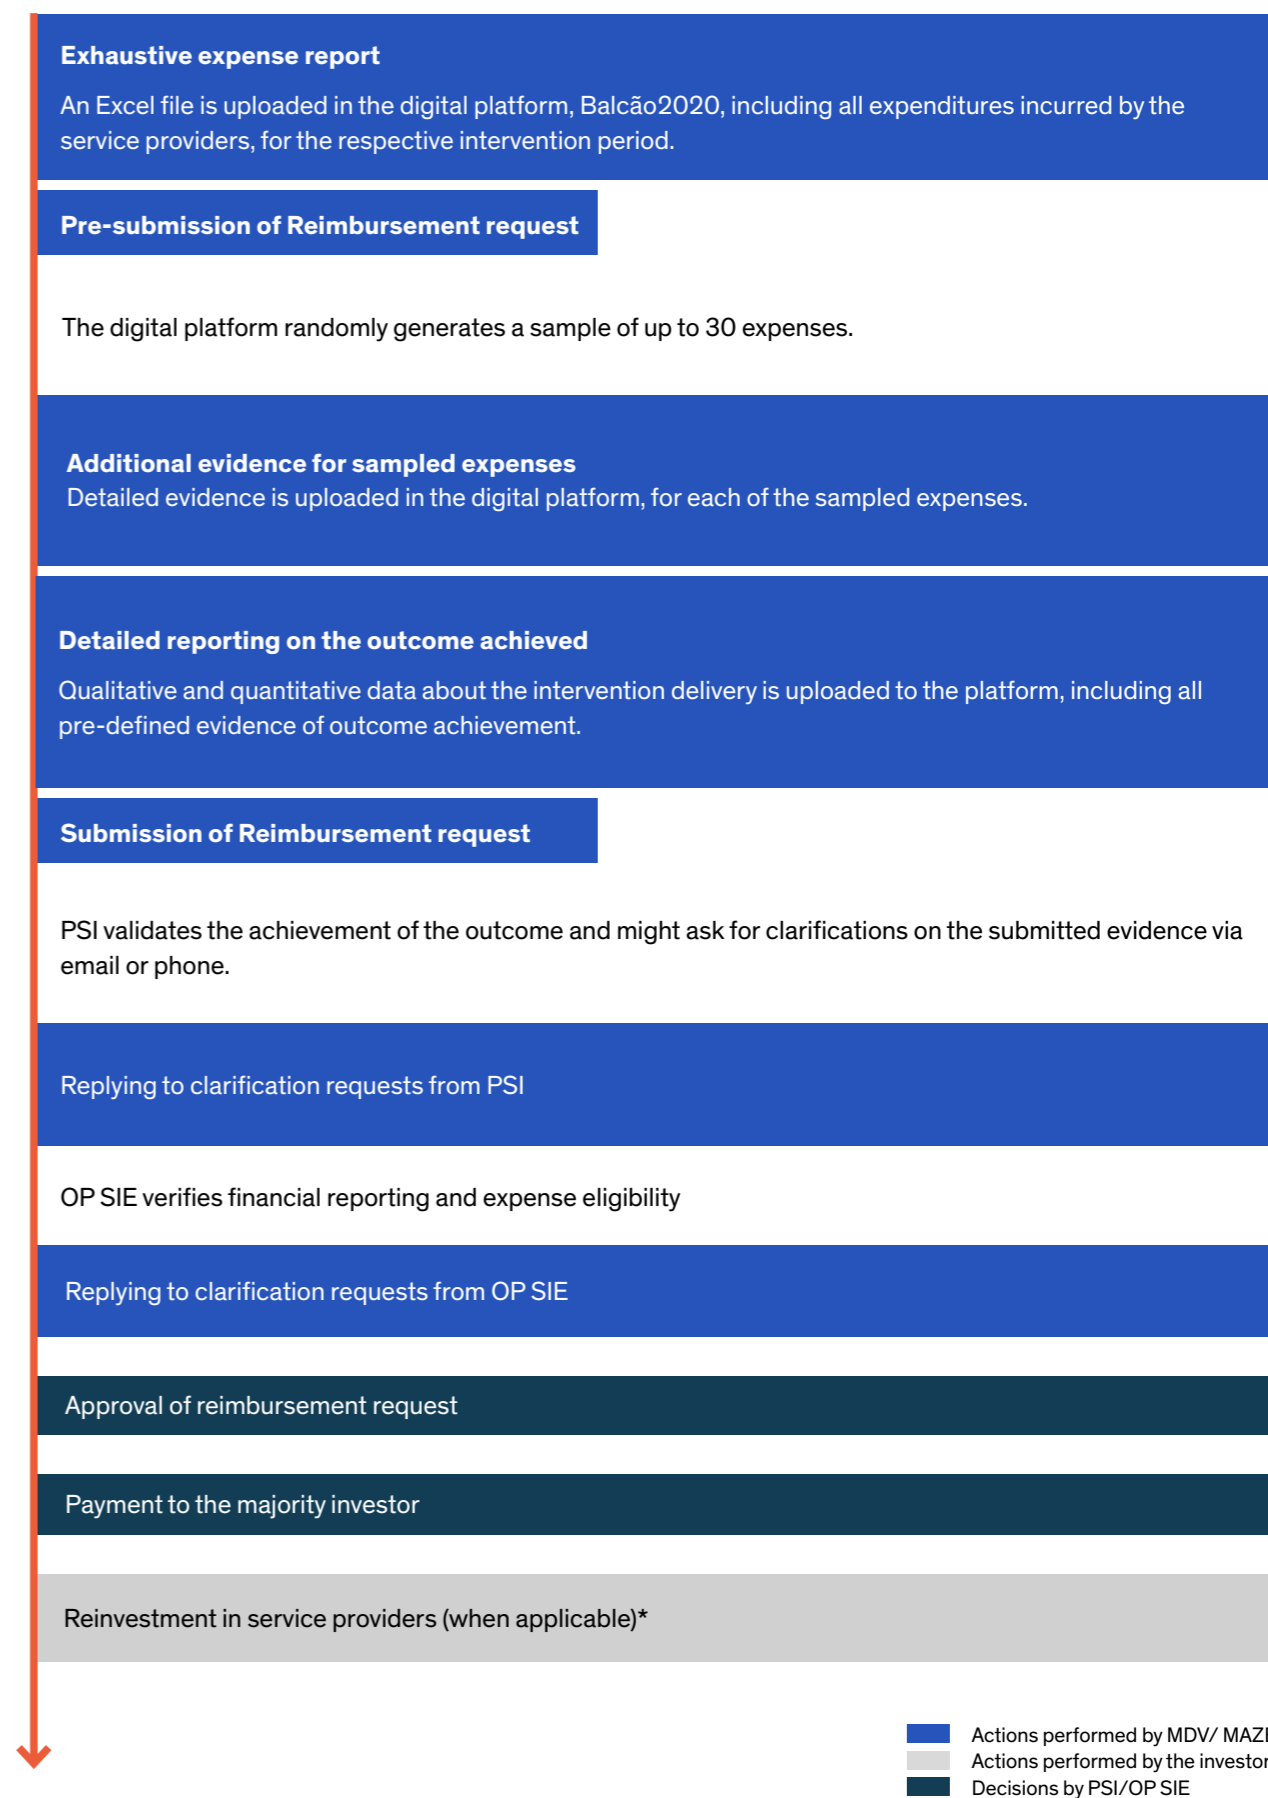 Exhaustive expense report
An Excel file is uploaded in the digital platform, Balcão2020, including all expenditures incurred by the
service providers, for the respective intervention period.
Pre-submission of Reimbursement request
The digital platform randomly generates a sample of up to 30 expenses.
Additional evidence for sampled expenses
Detailed evidence is uploaded in the digital platform, for each of the sampled expenses.
Detailed reporting on the outcome achieved
Qualitative and quantitative data about the intervention delivery is uploaded to the platform, including all
pre-defined evidence of outcome achievement.
Submission of Reimbursement request
PSI validates the achievement of the outcome and might ask for clarifications on the submitted evidence via
email or phone.
Replying to clarification requests from PSI
OP SIE verifies financial reporting and expense eligibility
Replying to clarification requests from OP SIE
Approval of reimbursement request
Payment to the majority investor
Reinvestment in service providers (when applicable)*
Actions performed by MDV/ MAZE
Actions performed by the investor
Decisions by PSI/OP SIE